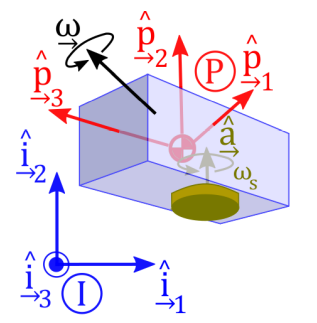 ω
p̂₂
P
p̂₁
p̂₃
â
ωₛ
î₂
î₃
I
î₁